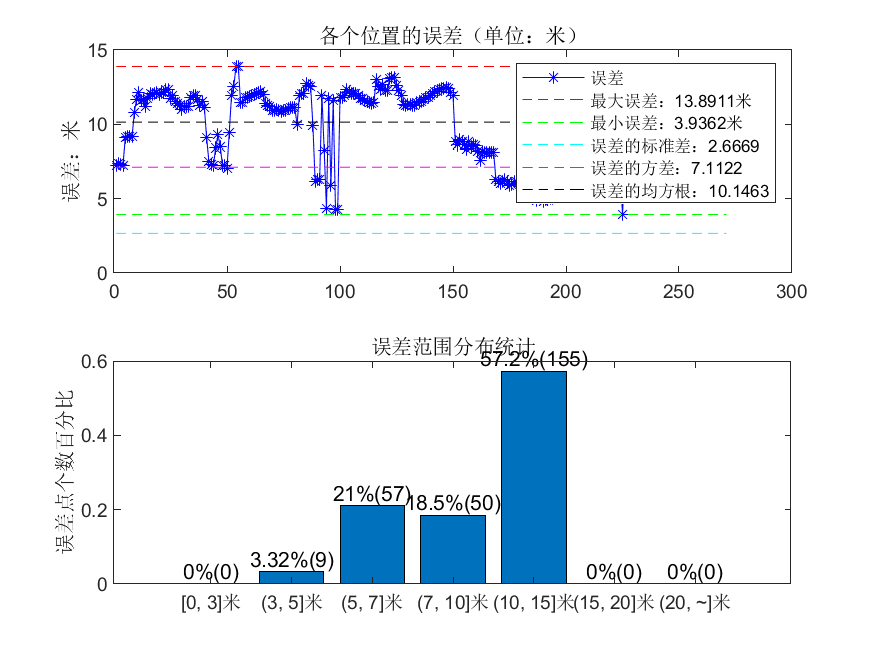 各个位置的误差（单位：米）
误差：米
15
10
5
0
0 50 100 150 200 250 300
误差
最大误差：13.8911米
最小误差：3.9362米
误差的标准差：2.6669
误差的方差：7.1122
误差的均方根：10.1463
误差范围分布统计
误差点个数百分比
0.6
0.4
0.2
0
0%(0)
3.32%(9)
21%(57)
18.5%(50)
57.2%(155)
0%(0)
0%(0)
[0, 3]米 (3, 5]米 (5, 7]米 (7, 10]米 (10, 15]米 (15, 20]米 (20, ~]米